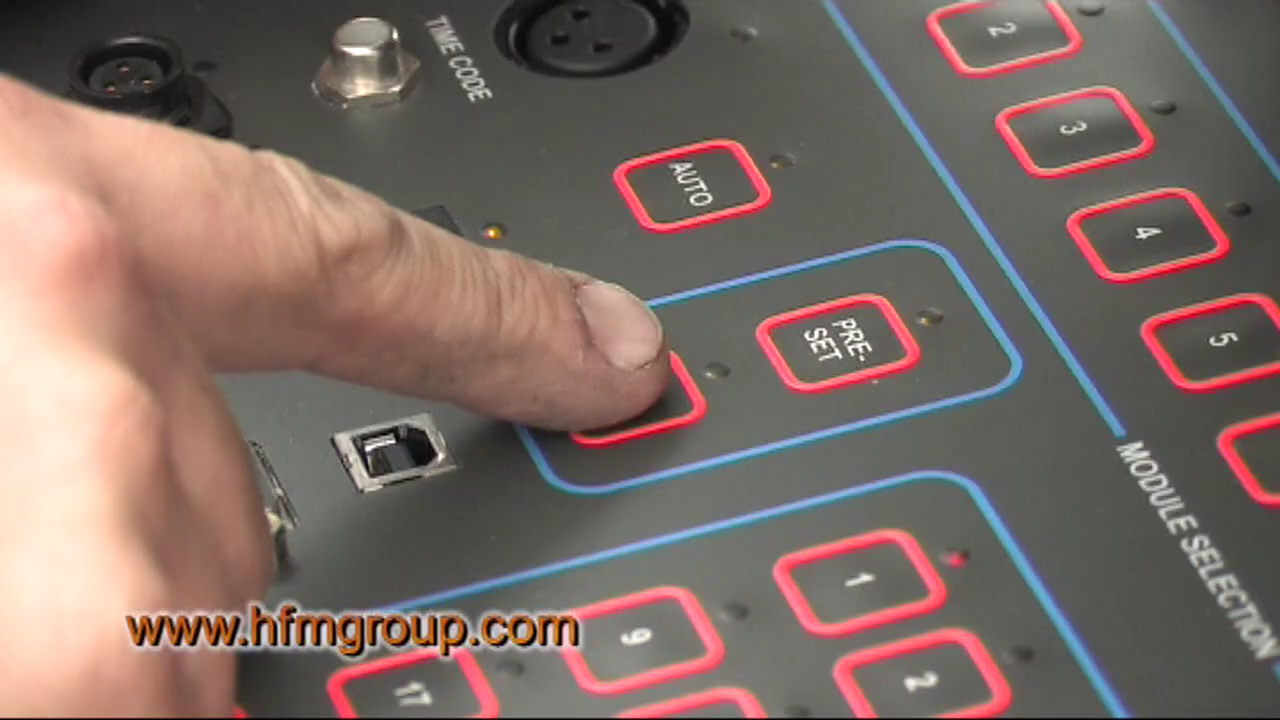 TIME CODE
2
3
AUTO
4
PRE-
SET
5
MODULE SELECTION
1
9
2
17
www.hfmgroup.com